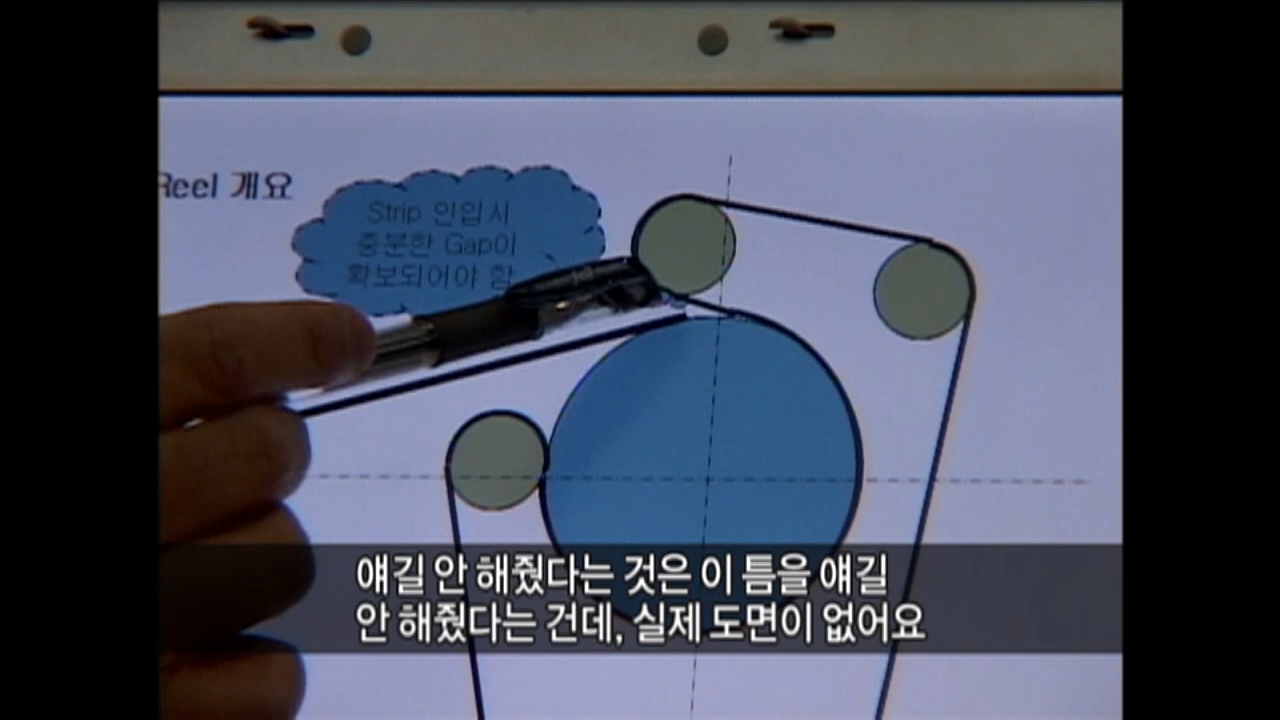 Reel 개요
Strip 인입시
충분한 Gap이
확보되어야 함
얘길 안 해줬다는 것은 이 틈을 얘길
안 해줬다는 건데, 실제 도면이 없어요